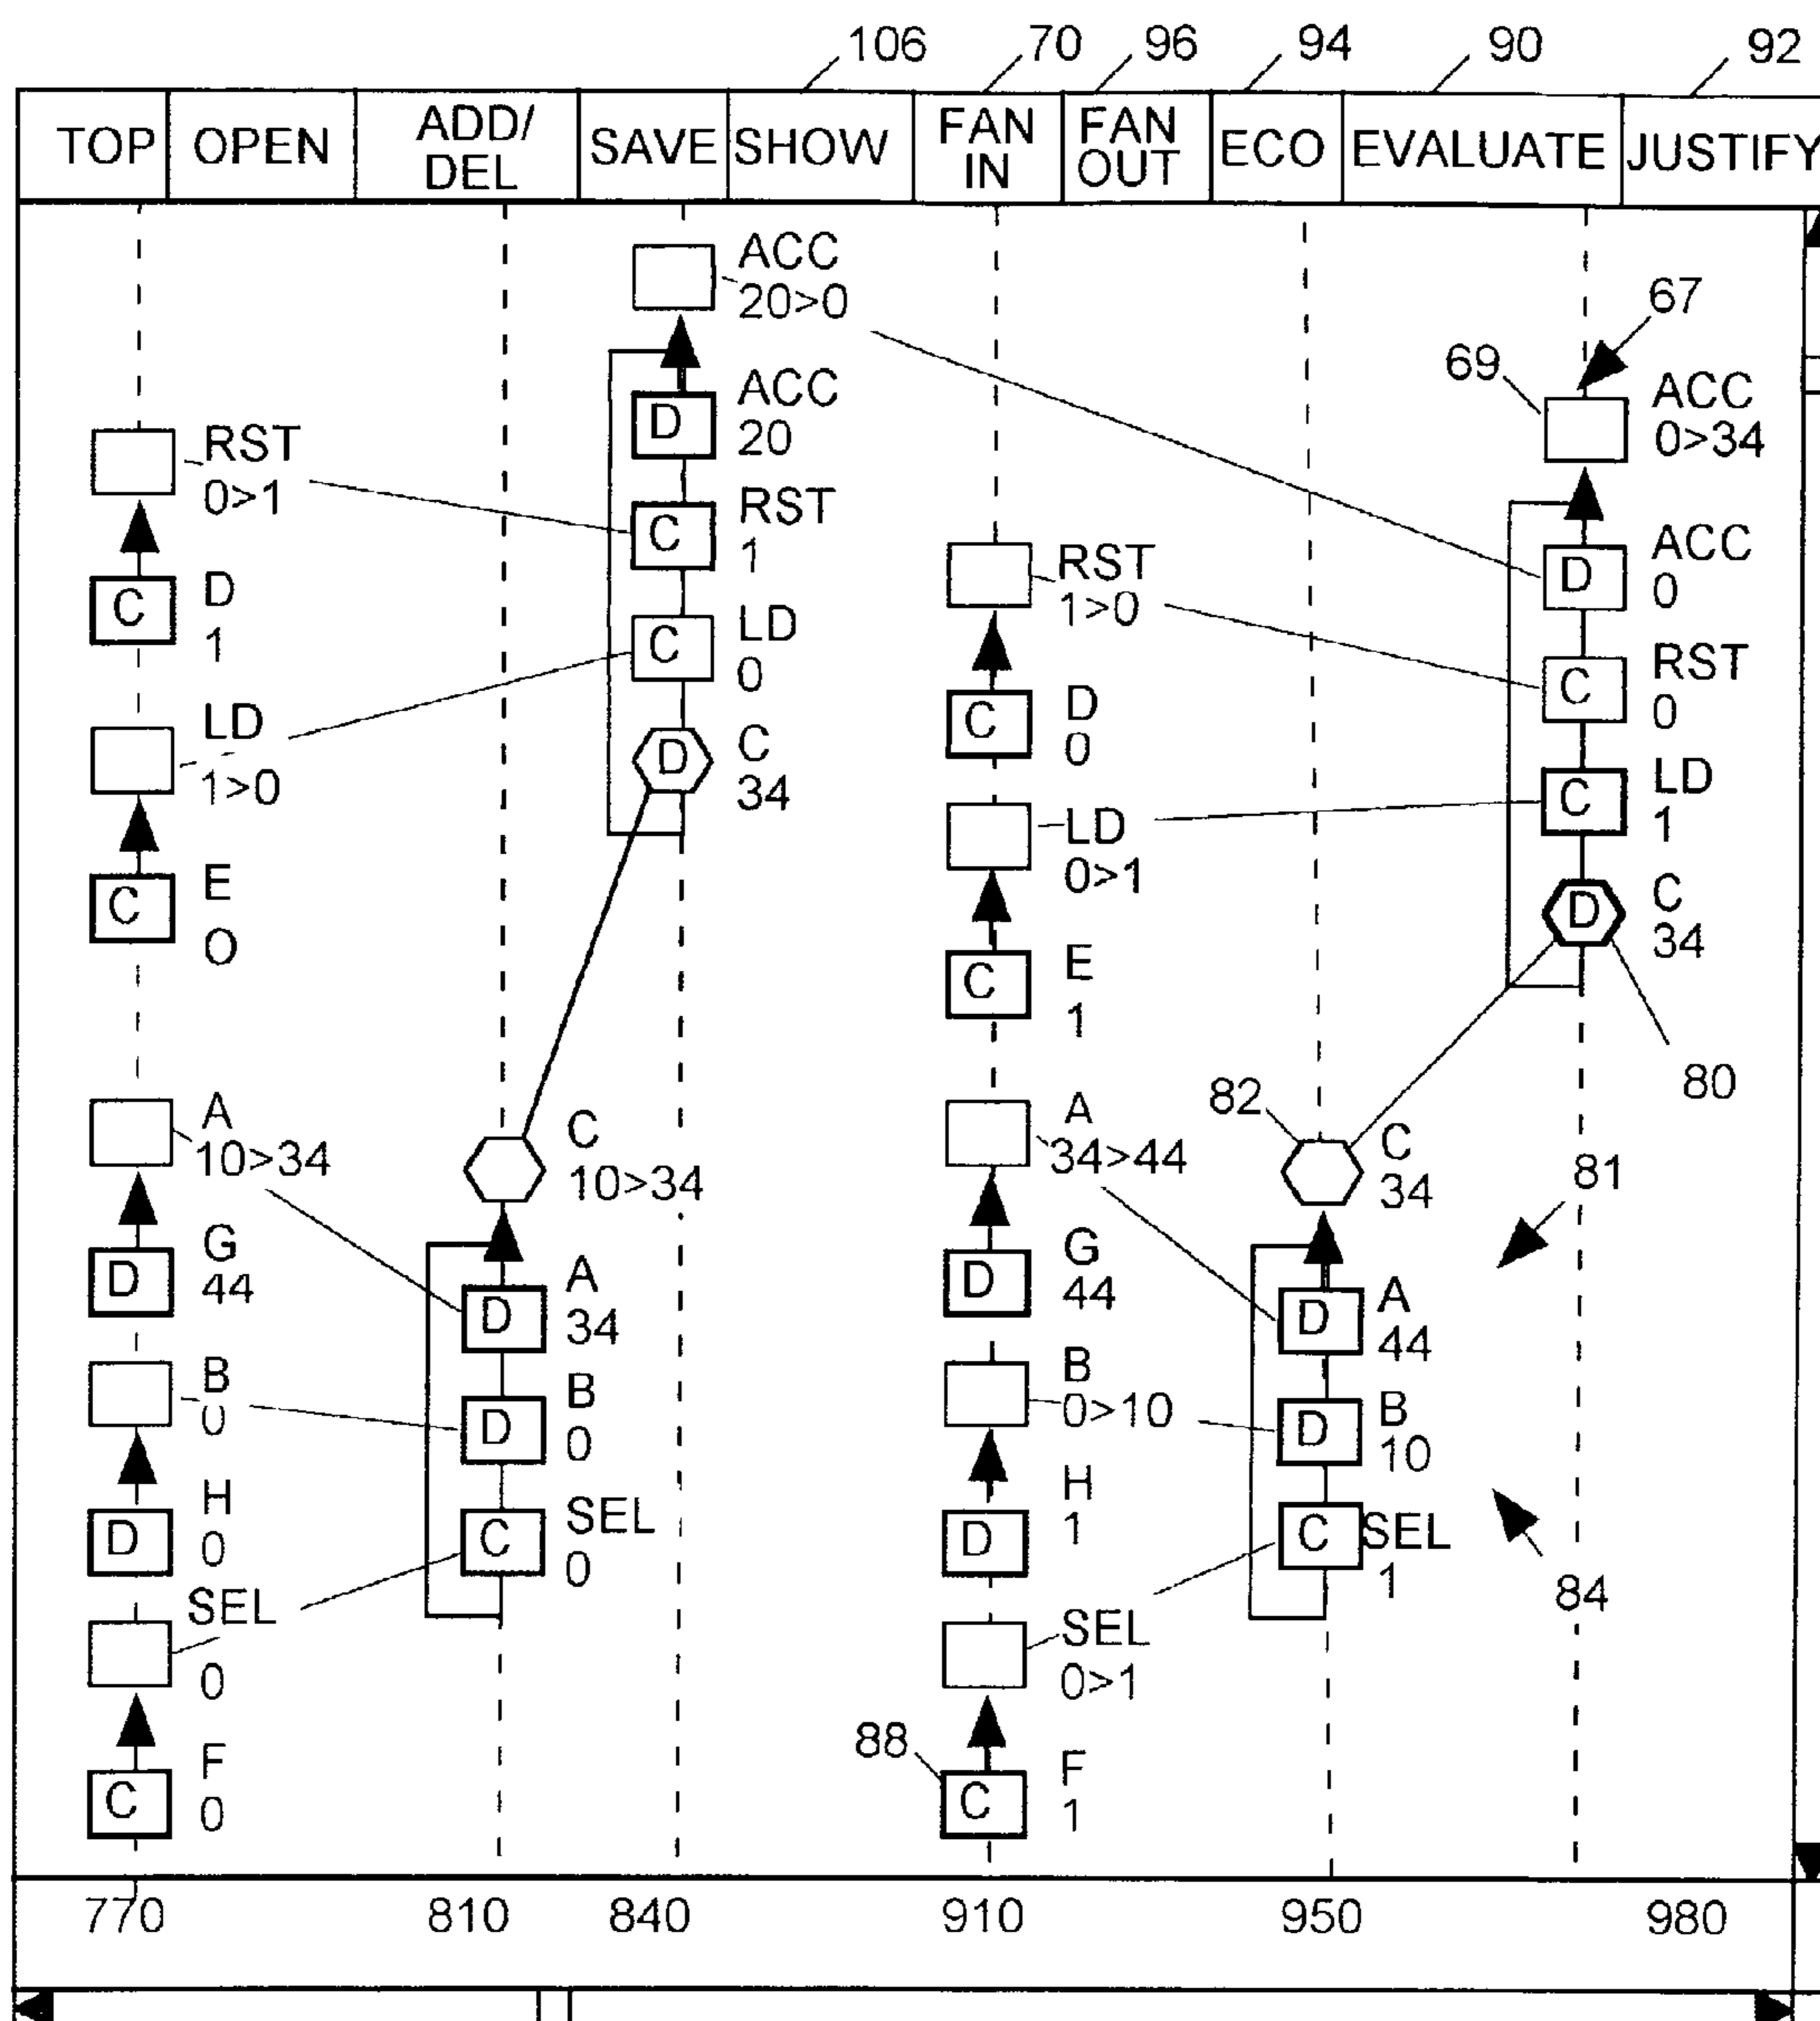 106 70 96 94 90 92
TOP OPEN ADD/ DEL SAVE SHOW FAN IN FAN OUT ECO EVALUATE JUSTIFY
RST
0>1
C D
1
LD
1>0
C E
O
A
10>34
D G
44
B
0
D H
0
SEL
0
C F
0
C
10>34
D A
34
D B
0
C SEL
0
ACC
20>0
D ACC
20
C RST
1
C LD
0
D C
34
RST
1>0
C D
0
LD
0>1
C E
1
A
34>44
D G
44
B
0>10
D H
1
SEL
0>1
88
C F
1
82
C
34
D A
44
D B
10
C SEL
1
67
69
ACC
0>34
D ACC
0
C RST
0
C LD
1
D C
34
80
81
84
770 810 840 910 950 980